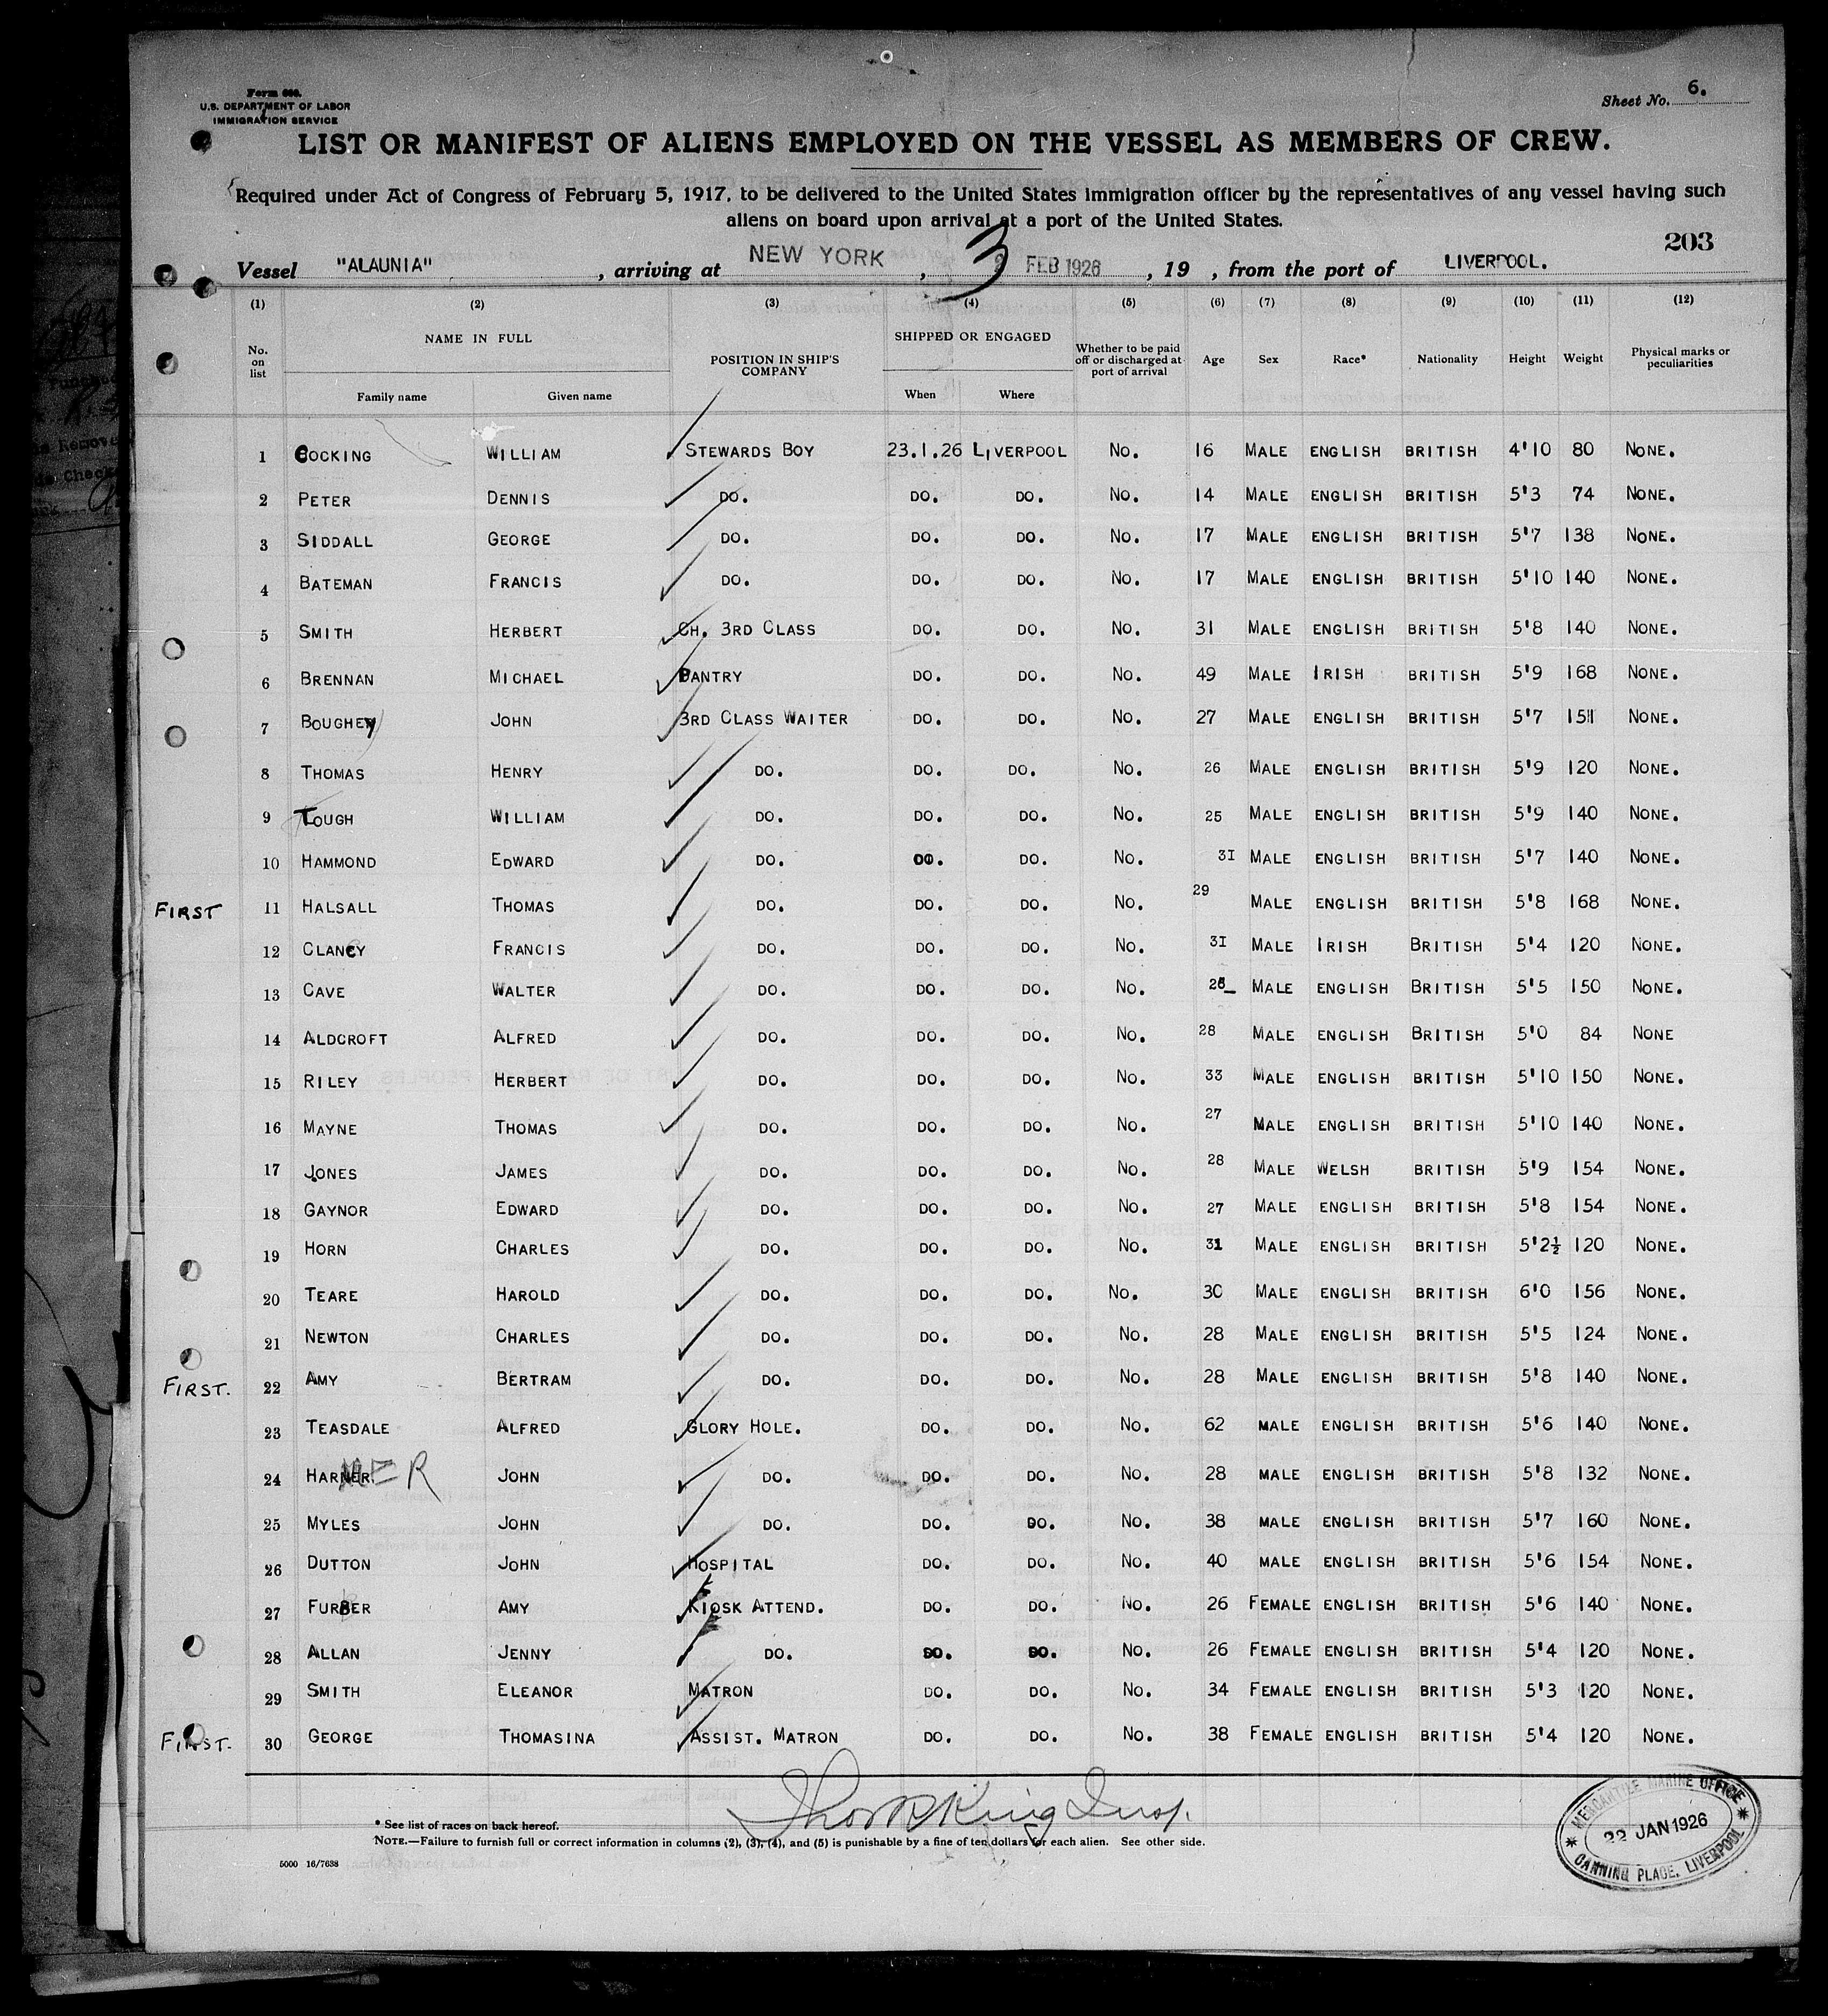 Form 680.
U.S. DEPARTMENT OF LABOR
IMMIGRATION SERVICE
Sheet No. 6.
LIST OR MANIFEST OF ALIENS EMPLOYED ON THE VESSEL AS MEMBERS OF CREW.
Required under Act of Congress of February 5, 1917, to be delivered to the United States immigration officer by the representatives of any vessel having such
aliens on board upon arrival at a port of the United States.
203
Vessel "ALAUNIA", arriving at NEW YORK, 3 FEB 1926, 19 , from the port of LIVERPOOL.
(1) (2) (3) (4) (5) (6) (7) (8) (9) (10) (11) (12)
No. on list NAME IN FULL Family name Given name POSITION IN SHIP'S COMPANY SHIPPED OR ENGAGED When Where Whether to be paid off or discharged at port of arrival Age Sex Race* Nationality Height Weight Physical marks or peculiarities
1 COCKING WILLIAM STEWARDS BOY 23.1.26 LIVERPOOL No. 16 MALE ENGLISH BRITISH 4'10 80 NONE.
2 PETER DENNIS DO. DO. DO. No. 14 MALE ENGLISH BRITISH 5'3 74 NONE.
3 SIDDALL GEORGE DO. DO. DO. No. 17 MALE ENGLISH BRITISH 5'7 138 NONE.
4 BATEMAN FRANCIS DO. DO. DO. No. 17 MALE ENGLISH BRITISH 5'10 140 NONE.
5 SMITH HERBERT CH. 3RD CLASS DO. DO. No. 31 MALE ENGLISH BRITISH 5'8 140 NONE.
6 BRENNAN MICHAEL PANTRY DO. DO. No. 49 MALE IRISH BRITISH 5'9 168 NONE.
7 BOUGHEY JOHN 3RD CLASS WAITER DO. DO. No. 27 MALE ENGLISH BRITISH 5'7 151 NONE.
8 THOMAS HENRY DO. DO. DO. No. 26 MALE ENGLISH BRITISH 5'9 120 NONE.
9 TOUGH WILLIAM DO. DO. DO. No. 25 MALE ENGLISH BRITISH 5'9 140 NONE.
10 HAMMOND EDWARD DO. DO. DO. No. 31 MALE ENGLISH BRITISH 5'7 140 NONE.
FIRST 11 HALSALL THOMAS DO. DO. DO. No. 29 MALE ENGLISH BRITISH 5'8 168 NONE.
12 CLANCY FRANCIS DO. DO. DO. No. 31 MALE IRISH BRITISH 5'4 120 NONE.
13 CAVE WALTER DO. DO. DO. No. MALE ENGLISH BRITISH 5'5 150 NONE.
14 ALDCROFT ALFRED DO. DO. DO. No. 28 MALE ENGLISH BRITISH 5'0 84 NONE
15 RILEY HERBERT DO. DO. DO. No. 33 MALE ENGLISH BRITISH 5'10 150 NONE.
16 MAYNE THOMAS DO. DO. DO. No. 27 MALE ENGLISH BRITISH 5'10 140 NONE.
17 JONES JAMES DO. DO. DO. No. 28 MALE WELSH BRITISH 5'9 154 NONE.
18 GAYNOR EDWARD DO. DO. DO. No. 27 MALE ENGLISH BRITISH 5'8 154 NONE.
19 HORN CHARLES DO. DO. DO. No. 31 MALE ENGLISH BRITISH 5'2½ 120 NONE.
20 TEARE HAROLD DO. DO. DO. No. 30 MALE ENGLISH BRITISH 6'0 156 NONE.
21 NEWTON CHARLES DO. DO. DO. No. 28 MALE ENGLISH BRITISH 5'5 124 NONE.
FIRST. 22 AMY BERTRAM DO. DO. DO. No. 28 MALE ENGLISH BRITISH 5'8 140 NONE.
23 TEASDALE ALFRED GLORY HOLE. DO. DO. No. 62 MALE ENGLISH BRITISH 5'6 140 NONE.
24 HARMER JOHN DO. DO. DO. No. 28 MALE ENGLISH BRITISH 5'8 132 NONE.
25 MYLES JOHN DO. DO. DO. No. 38 MALE ENGLISH BRITISH 5'7 160 NONE.
26 DUTTON JOHN HOSPITAL DO. DO. No. 40 MALE ENGLISH BRITISH 5'6 154 NONE.
27 FURBER AMY KIOSK ATTEND. DO. DO. No. 26 FEMALE ENGLISH BRITISH 5'6 140 NONE.
28 ALLAN JENNY DO. DO. DO. No. 26 FEMALE ENGLISH BRITISH 5'4 120 NONE.
29 SMITH ELEANOR MATRON DO. DO. No. 34 FEMALE ENGLISH BRITISH 5'3 120 NONE.
FIRST. 30 GEORGE THOMASINA ASSIST. MATRON DO. DO. No. 38 FEMALE ENGLISH BRITISH 5'4 120 NONE.
Thos R King Insp.
* See list of races on back hereof.
NOTE.—Failure to furnish full or correct information in columns (2), (3), (4), and (5) is punishable by a fine of ten dollars for each alien. See other side.
5000 16/7638
MERCANTILE MARINE OFFICE
22 JAN 1926
CANNING PLACE, LIVERPOOL